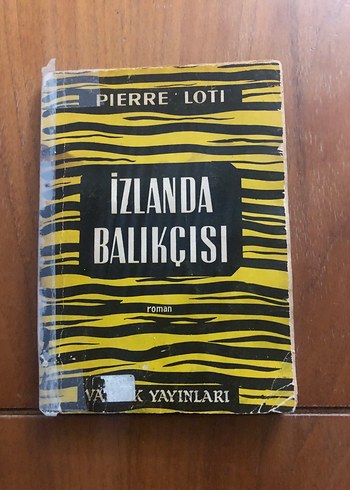 PIERRE LOTI
İZLANDA
BALIKÇISI
roman
YAYINLARI